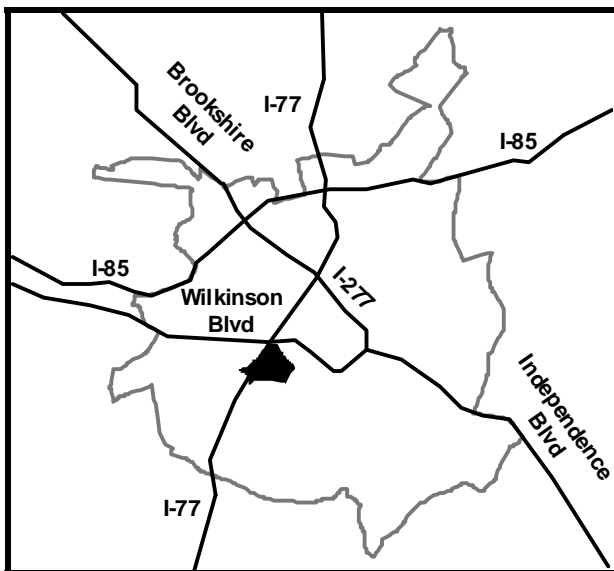 Brookshire
Blvd
I-77
I-85
I-85
Wilkinson
Blvd
I-277
Independence
Blvd
I-77